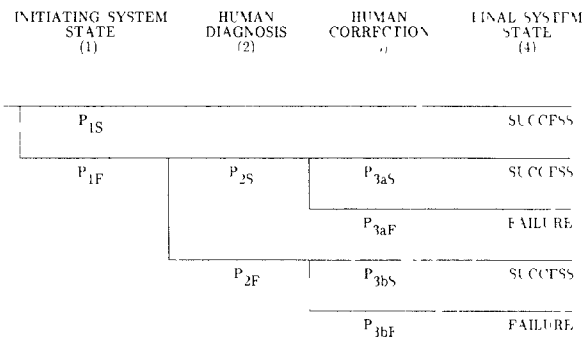 INITIATING SYSTEM STATE (1)
HUMAN DIAGNOSIS (2)
HUMAN CORRECTION
FINAL SYSTEM STATE (4)
P1S SUCCESS
P1F P2S P3aS SUCCESS
P3aF FAILURE
P2F P3bS SUCCESS
P3bF FAILURE